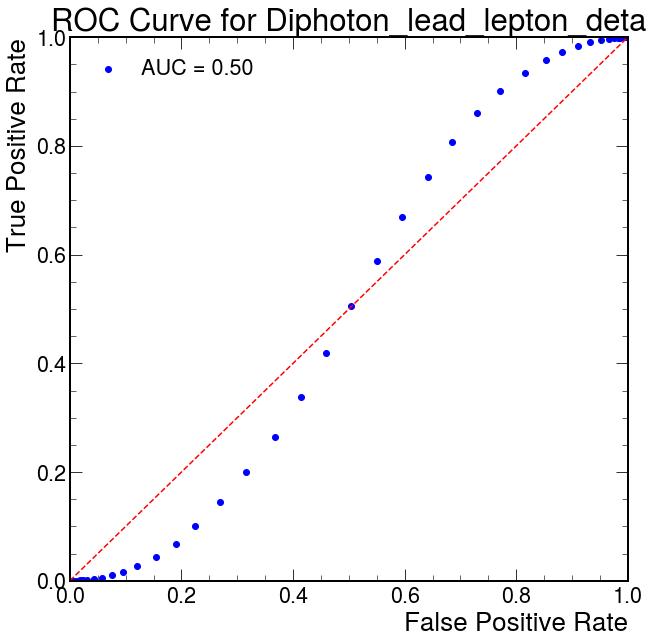 ROC Curve for Diphoton_lead_lepton_deta
AUC = 0.50
True Positive Rate
1.0
0.8
0.6
0.4
0.2
0.0
0.0 0.2 0.4 0.6 0.8 1.0
False Positive Rate